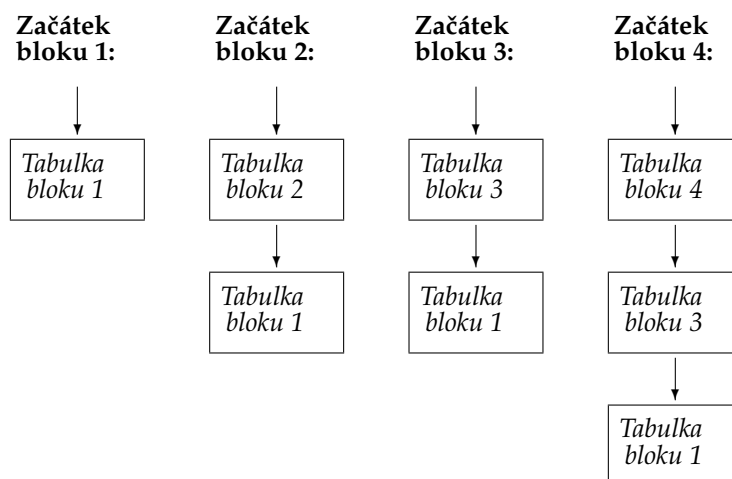 Začátek
bloku 1:
Začátek
bloku 2:
Začátek
bloku 3:
Začátek
bloku 4:
Tabulka
bloku 1
Tabulka
bloku 2
Tabulka
bloku 3
Tabulka
bloku 4
Tabulka
bloku 1
Tabulka
bloku 1
Tabulka
bloku 3
Tabulka
bloku 1